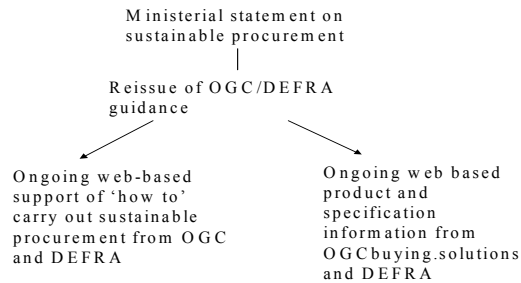 Ministerial statement on
sustainable procurement
Reissue of OGC/DEFRA
guidance
Ongoing web-based
support of ‘how to’
carry out sustainable
procurement from OGC
and DEFRA
Ongoing web based
product and
specification
information from
OGCbuying.solutions
and DEFRA